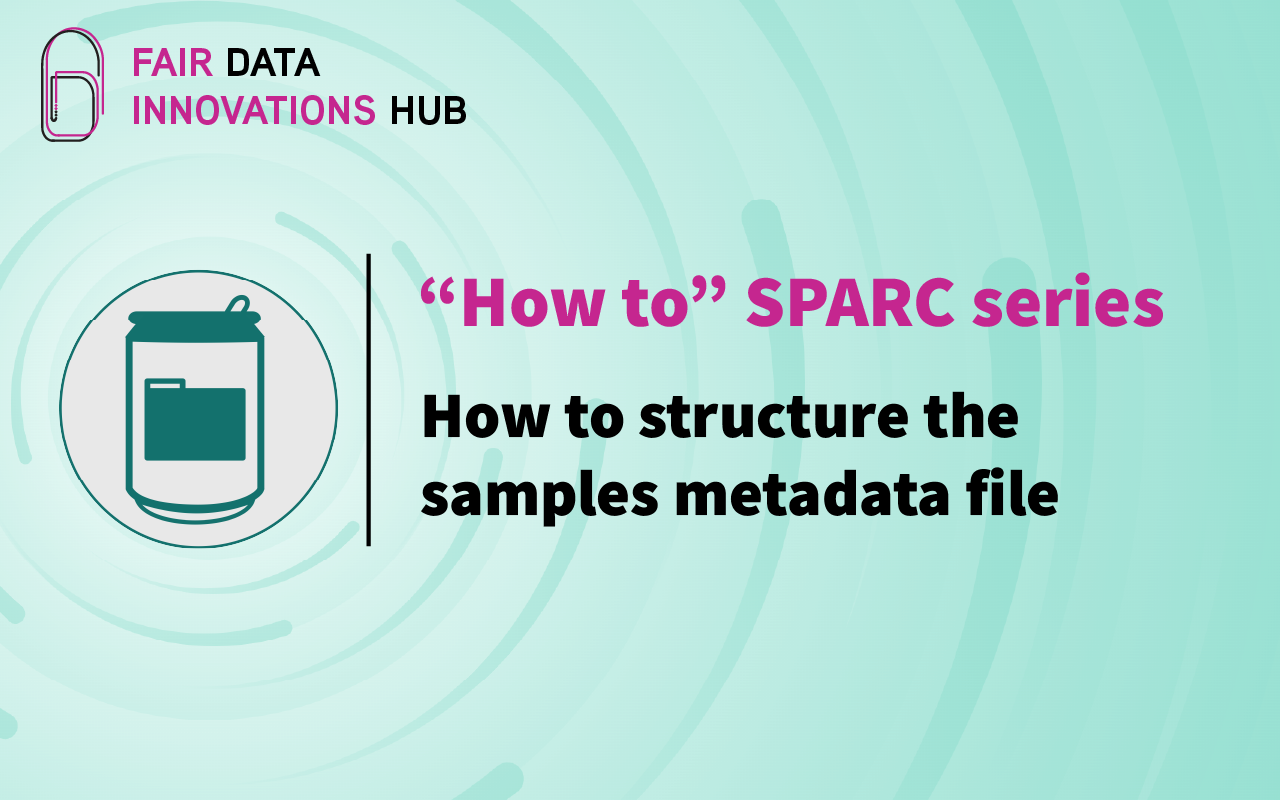 FAIR DATA
INNOVATIONS HUB
“How to” SPARC series
How to structure the
samples metadata file